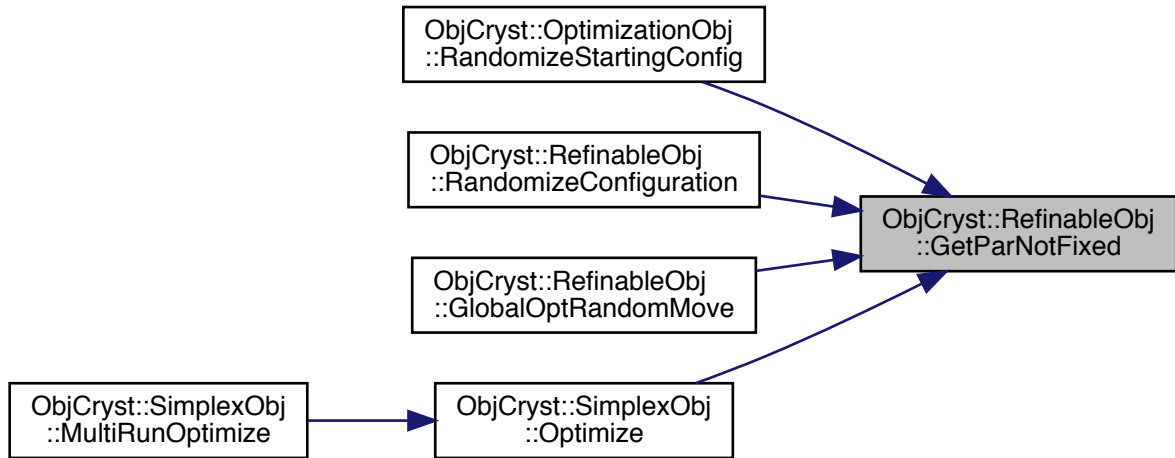 ObjCryst::OptimizationObj
::RandomizeStartingConfig
ObjCryst::RefinableObj
::RandomizeConfiguration
ObjCryst::RefinableObj
::GetParNotFixed
ObjCryst::RefinableObj
::GlobalOptRandomMove
ObjCryst::SimplexObj
::MultiRunOptimize
ObjCryst::SimplexObj
::Optimize